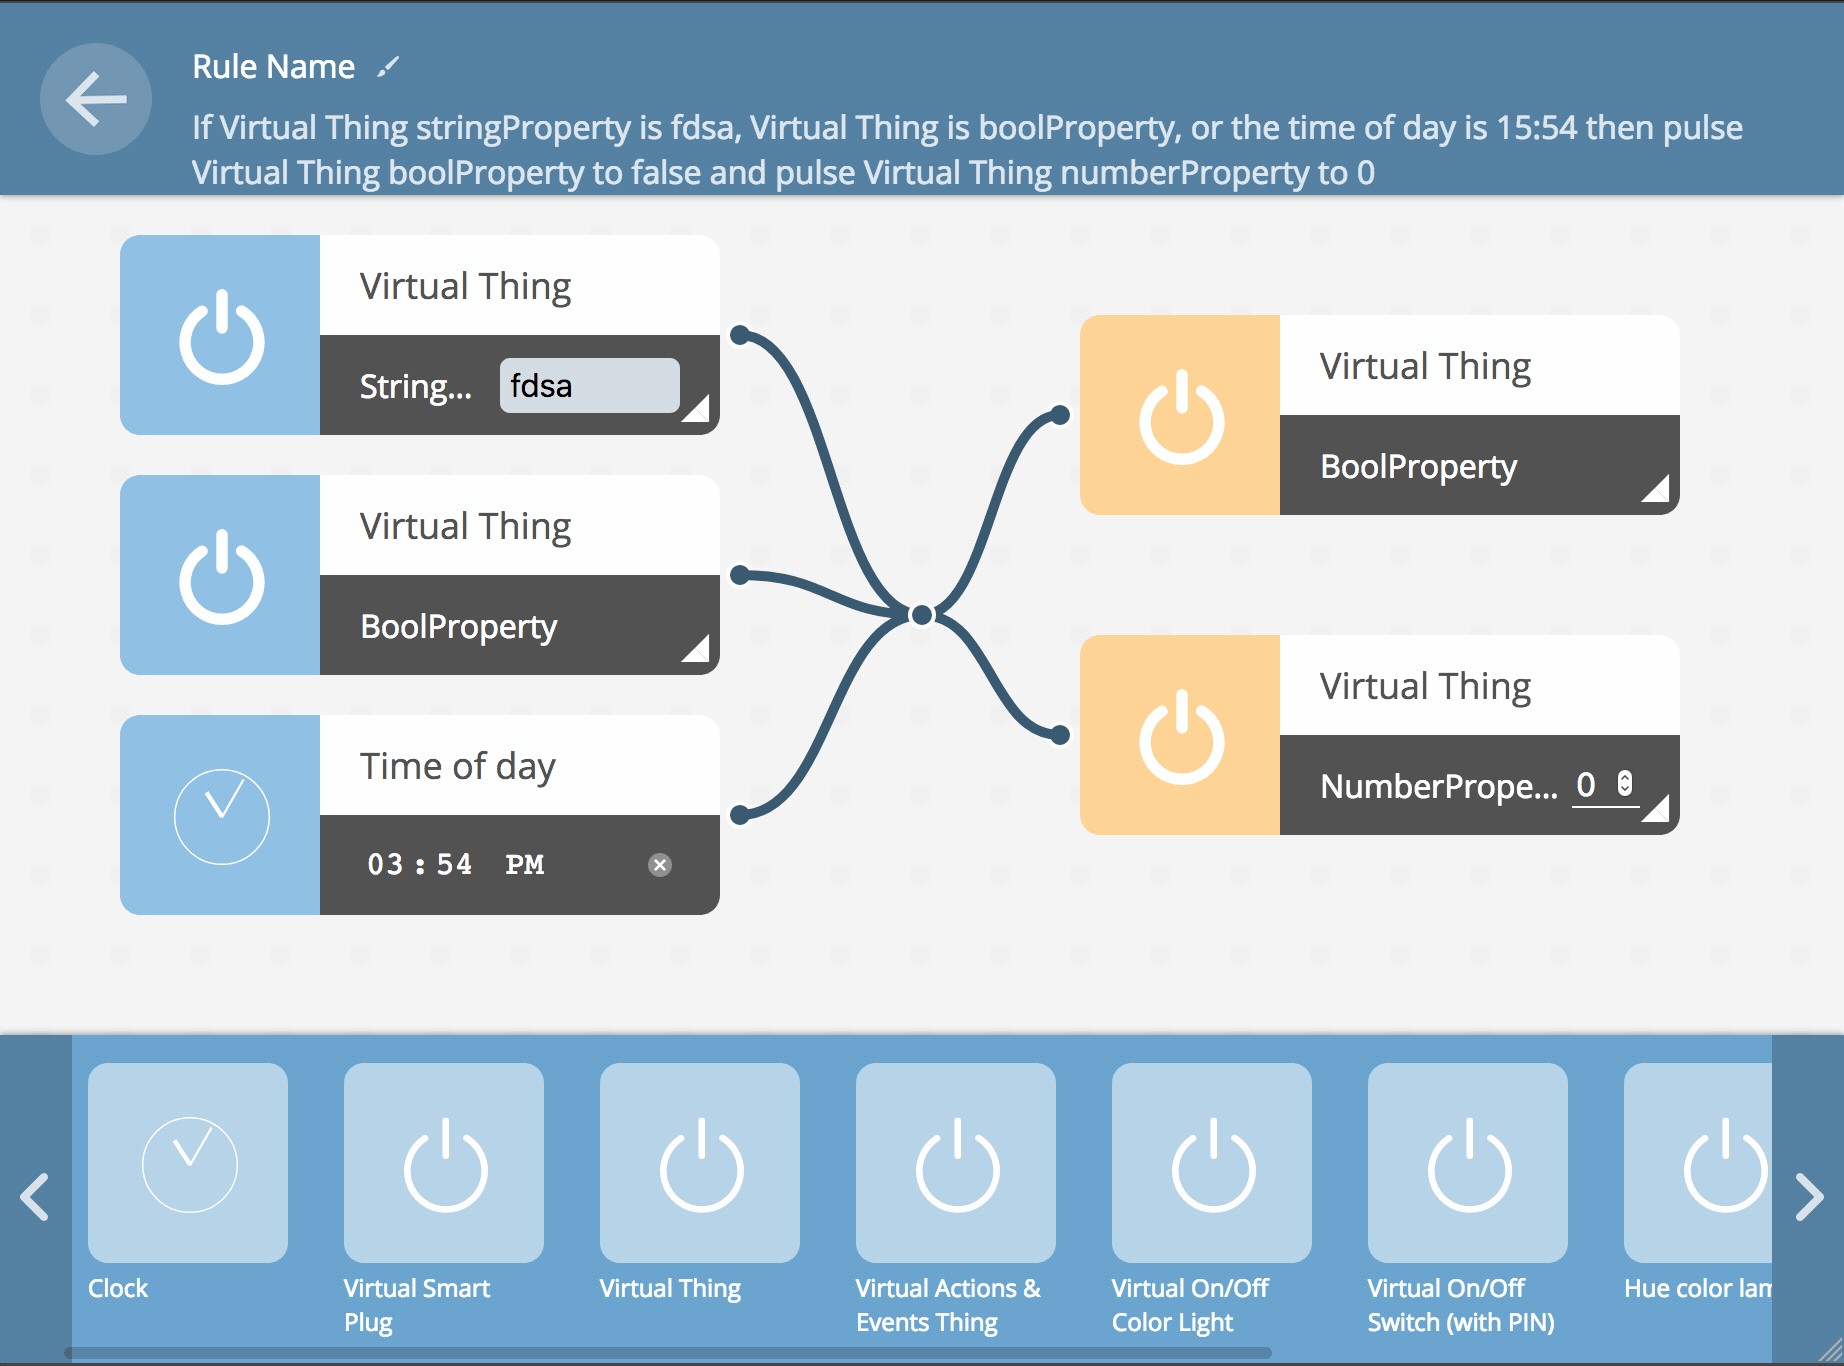 Rule Name
If Virtual Thing stringProperty is fdsa, Virtual Thing is boolProperty, or the time of day is 15:54 then pulse
Virtual Thing boolProperty to false and pulse Virtual Thing numberProperty to 0
Virtual Thing
String... fdsa
Virtual Thing
BoolProperty
Time of day
03:54 PM
Virtual Thing
BoolProperty
Virtual Thing
NumberPrope... 0
Clock
Virtual Smart
Plug
Virtual Thing
Virtual Actions &
Events Thing
Virtual On/Off
Color Light
Virtual On/Off
Switch (with PIN)
Hue color lam